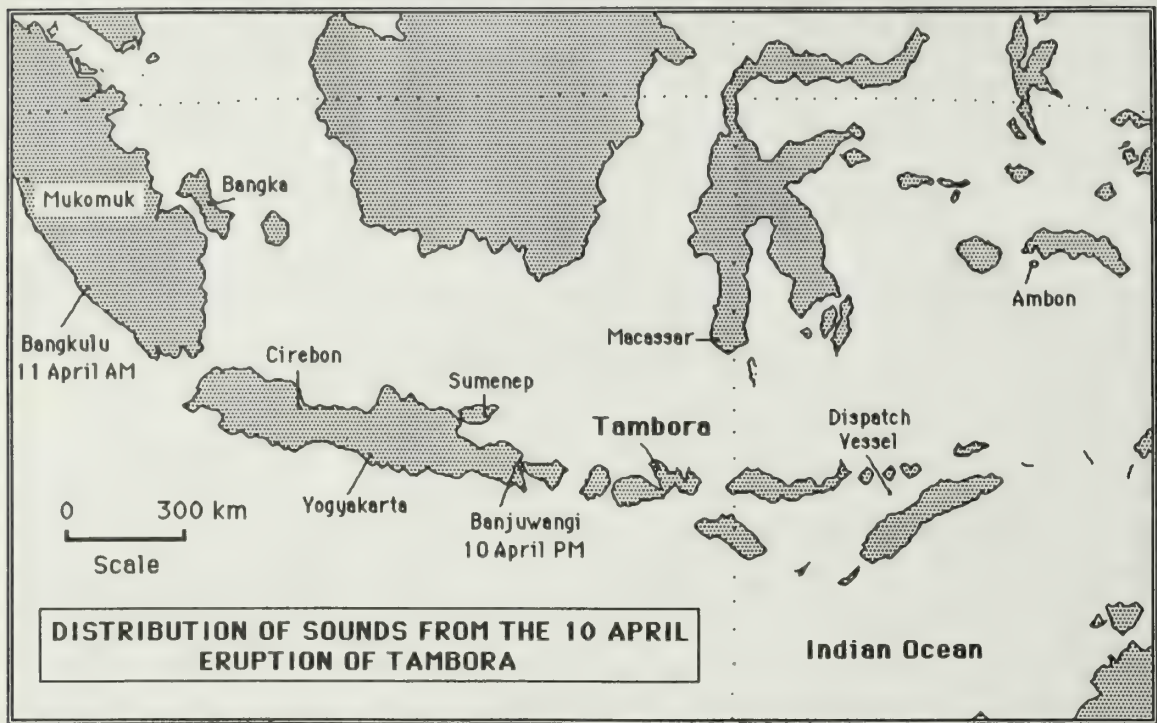 Mukomuk
Bangka
Ambon
Bangkulu
11 April AM
Macassar
Cirebon
Sumenep
Tambora
Dispatch
Vessel
0 300 km
Scale
Yogyakarta
Banjuwangi
10 April PM
DISTRIBUTION OF SOUNDS FROM THE 10 APRIL
ERUPTION OF TAMBORA
Indian Ocean